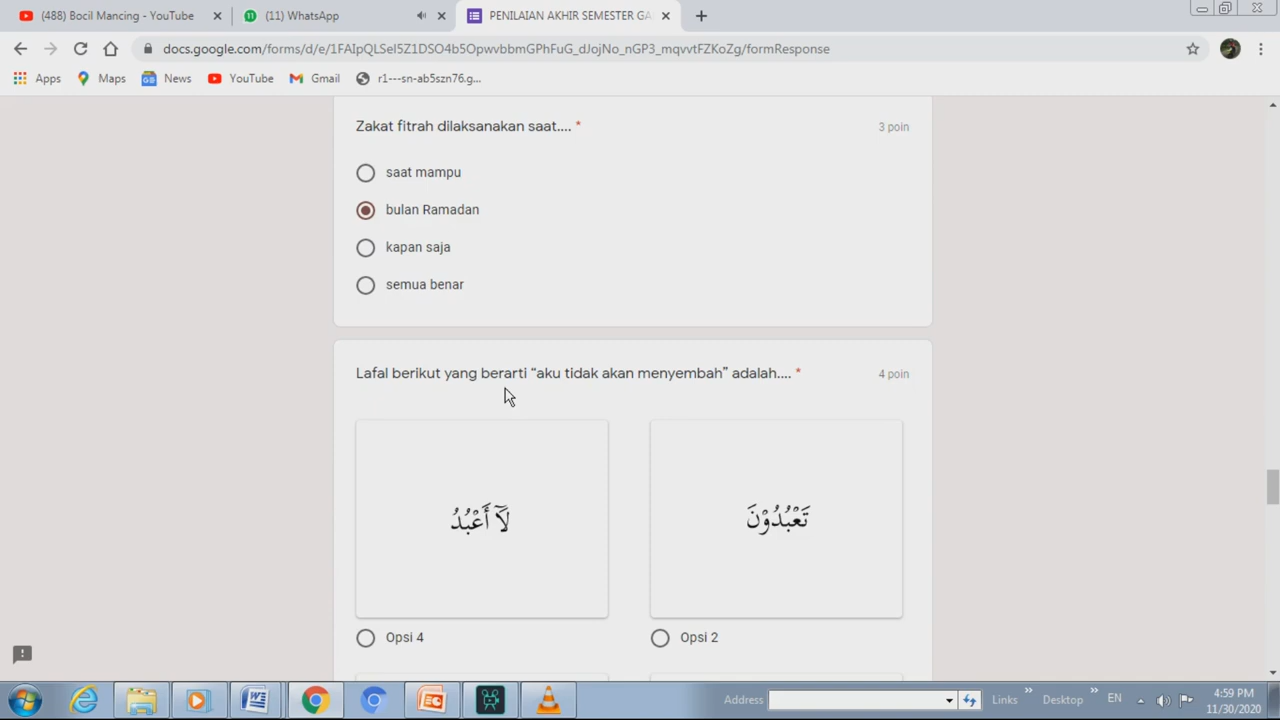 (488) Bocil Mancing - YouTube
(11) WhatsApp
PENILAIAN AKHIR SEMESTER GA
docs.google.com/forms/d/e/1FAIpQLSel5Z1DSO4b5OpwvbbmGPhFuG_dJojNo_nGP3_mqvvtFZKoZg/formResponse
Apps
Maps
News
YouTube
Gmail
r1---sn-ab5szn76.g...
Zakat fitrah dilaksanakan saat.... *
3 poin
saat mampu
bulan Ramadan
kapan saja
semua benar
Lafal berikut yang berarti “aku tidak akan menyembah” adalah.... *
4 poin
لَآ أَعْبُدُ
تَعْبُدُوْنَ
Opsi 4
Opsi 2
Address
Links
Desktop
EN
4:59 PM
11/30/2020